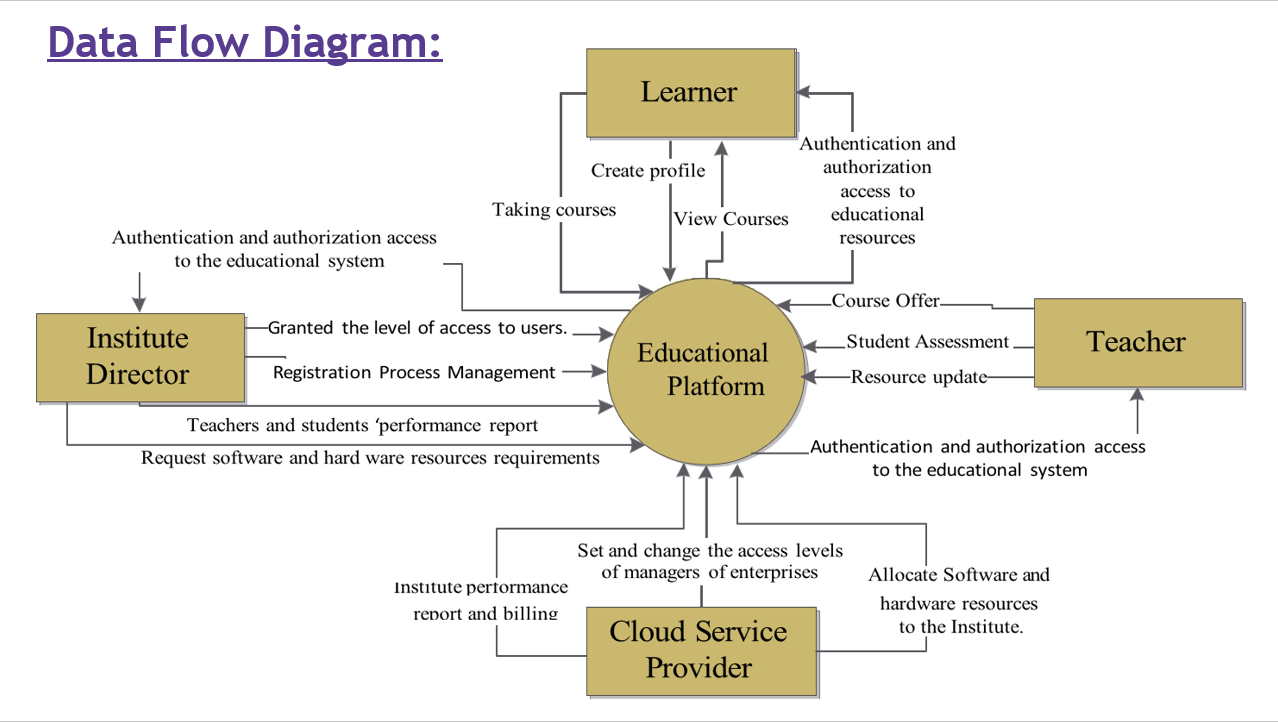 Data Flow Diagram:
Learner
Create profile
Taking courses
View Courses
Authentication and
authorization
access to
educational
resources
Authentication and authorization access
to the educational system
Institute
Director
Granted the level of access to users.
Registration Process Management
Teachers and students ‘performance report
Request software and hard ware resources requirements
Educational
Platform
Course Offer
Student Assessment
Resource update
Teacher
Authentication and authorization access
to the educational system
Institute performance
report and billing
Set and change the access levels
of managers of enterprises
Allocate Software and
hardware resources
to the Institute.
Cloud Service
Provider